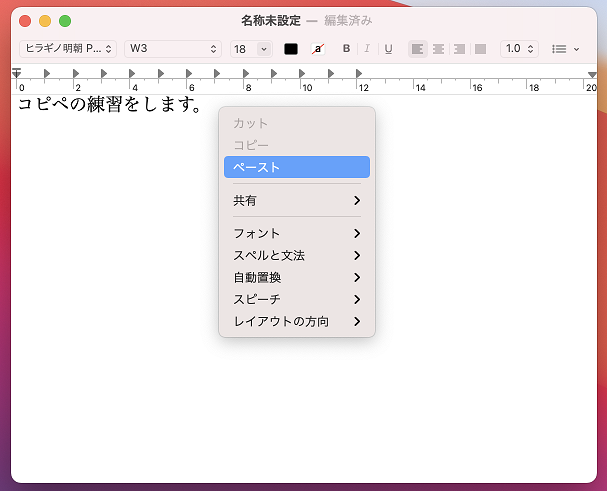 名称未設定 — 編集済み
ヒラギノ明朝 P... W3 18 a B I U 1.0
0 2 4 6 8 10 12 14 16 18 20
コピペの練習をします。
カット
コピー
ペースト
共有
フォント
スペルと文法
自動置換
スピーチ
レイアウトの方向